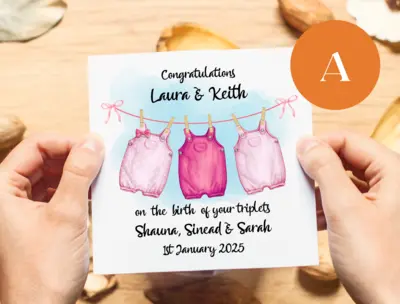 Congratulations
Laura & Keith
on the birth of your triplets
Shauna, Sinead & Sarah
1st January 2025
A